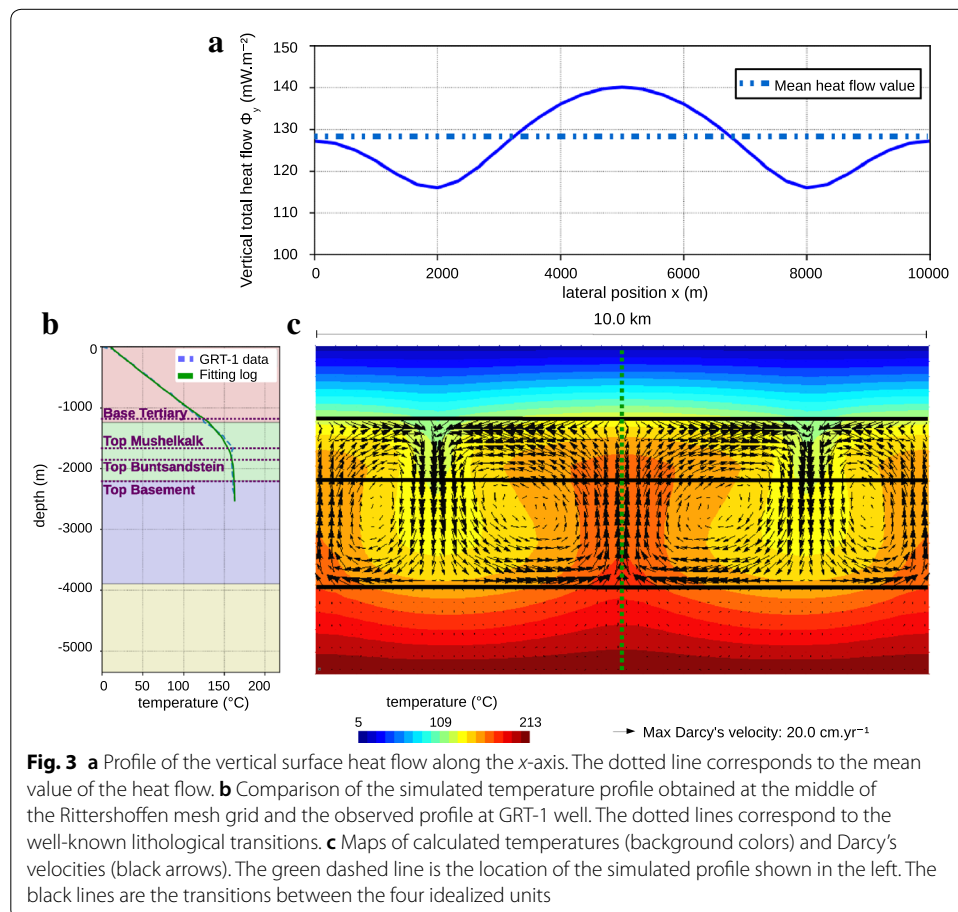 a
Vertical total heat flow Φy (mW.m⁻²)
150
140
130
120
110
100
Mean heat flow value
0 2000 4000 6000 8000 10000
lateral position x (m)
b
depth (m)
0
-1000
-2000
-3000
-4000
-5000
GRT-1 data
Fitting log
Base Tertiary
Top Mushelkalk
Top Buntsandstein
Top Basement
0 50 100 150 200
temperature (°C)
c
10.0 km
temperature (°C)
5 109 213
Max Darcy's velocity: 20.0 cm.yr⁻¹
Fig. 3 a Profile of the vertical surface heat flow along the x-axis. The dotted line corresponds to the mean
value of the heat flow. b Comparison of the simulated temperature profile obtained at the middle of
the Rittershoffen mesh grid and the observed profile at GRT-1 well. The dotted lines correspond to the
well-known lithological transitions. c Maps of calculated temperatures (background colors) and Darcy's
velocities (black arrows). The green dashed line is the location of the simulated profile shown in the left. The
black lines are the transitions between the four idealized units